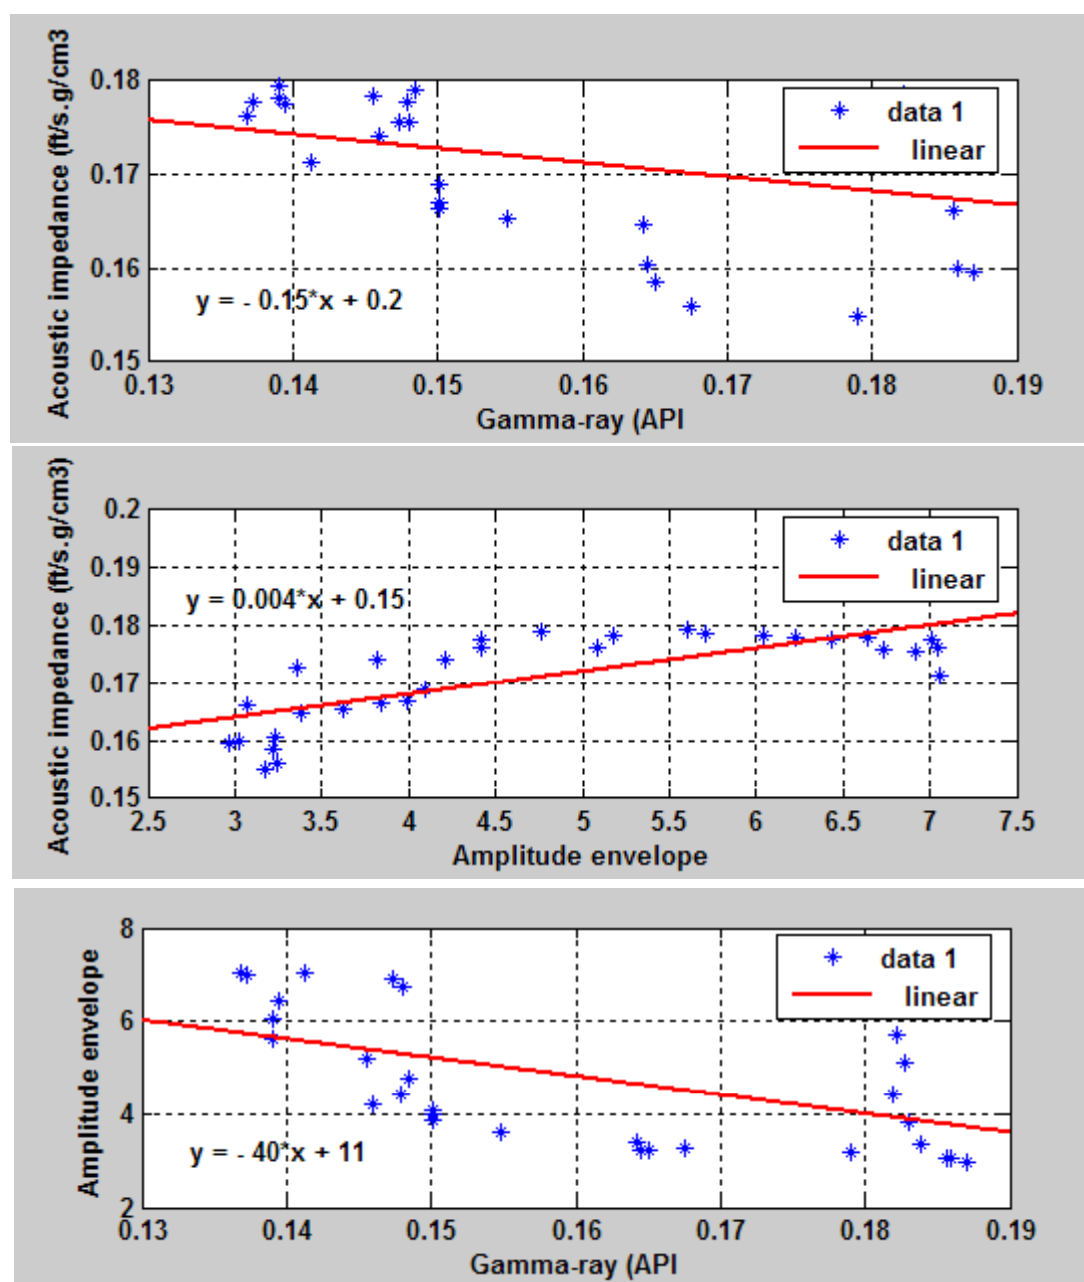 Acoustic impedance (ft/s.g/cm3
0.18
0.17
0.16
0.15
data 1
linear
y = - 0.15*x + 0.2
0.13 0.14 0.15 0.16 0.17 0.18 0.19
Gamma-ray (API
Acoustic impedance (ft/s.g/cm3)
0.2
0.19
0.18
0.17
0.16
0.15
data 1
linear
y = 0.004*x + 0.15
2.5 3 3.5 4 4.5 5 5.5 6 6.5 7 7.5
Amplitude envelope
Amplitude envelope
8
6
4
2
data 1
linear
y = - 40*x + 11
0.13 0.14 0.15 0.16 0.17 0.18 0.19
Gamma-ray (API